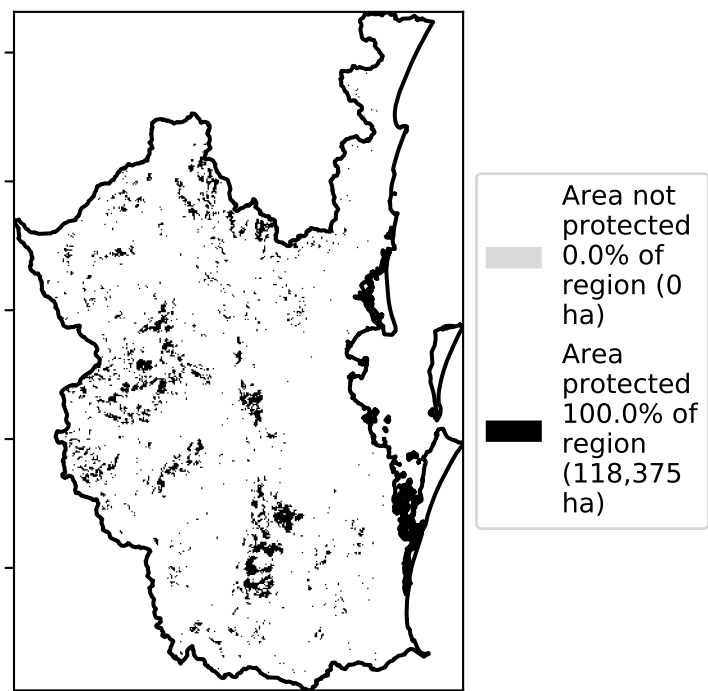 Area not
protected
0.0% of
region (0
ha)
Area
protected
100.0% of
region
(118,375
ha)